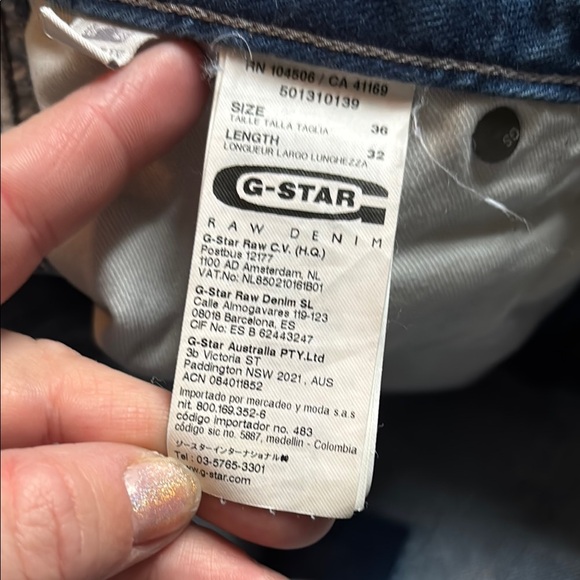 RN 104506 / CA 41169
501310139
SIZE 36
TAILLE TALLA TAGLIA
LENGTH 32
LONGUEUR LARGO LUNGHEZZA
G-STAR
RAW DENIM
G-Star Raw C.V. (H.Q.)
Postbus 12177
1100 AD Amsterdam, NL
VAT.No: NL850210161B01
G-Star Raw Denim SL
Calle Almogavares 119-123
08018 Barcelona, ES
CIF No: ES B 62443247
G-Star Australia PTY.Ltd
3b Victoria ST
Paddington NSW 2021, AUS
ACN 084011852
Importado por mercadeo y moda s.a.s
nit. 800.169.352-6
código importador no. 483
código sic no. 5887, medellin - Colombia
ジースターインターナショナル㈱
Tel : 03-5765-3301
www.g-star.com